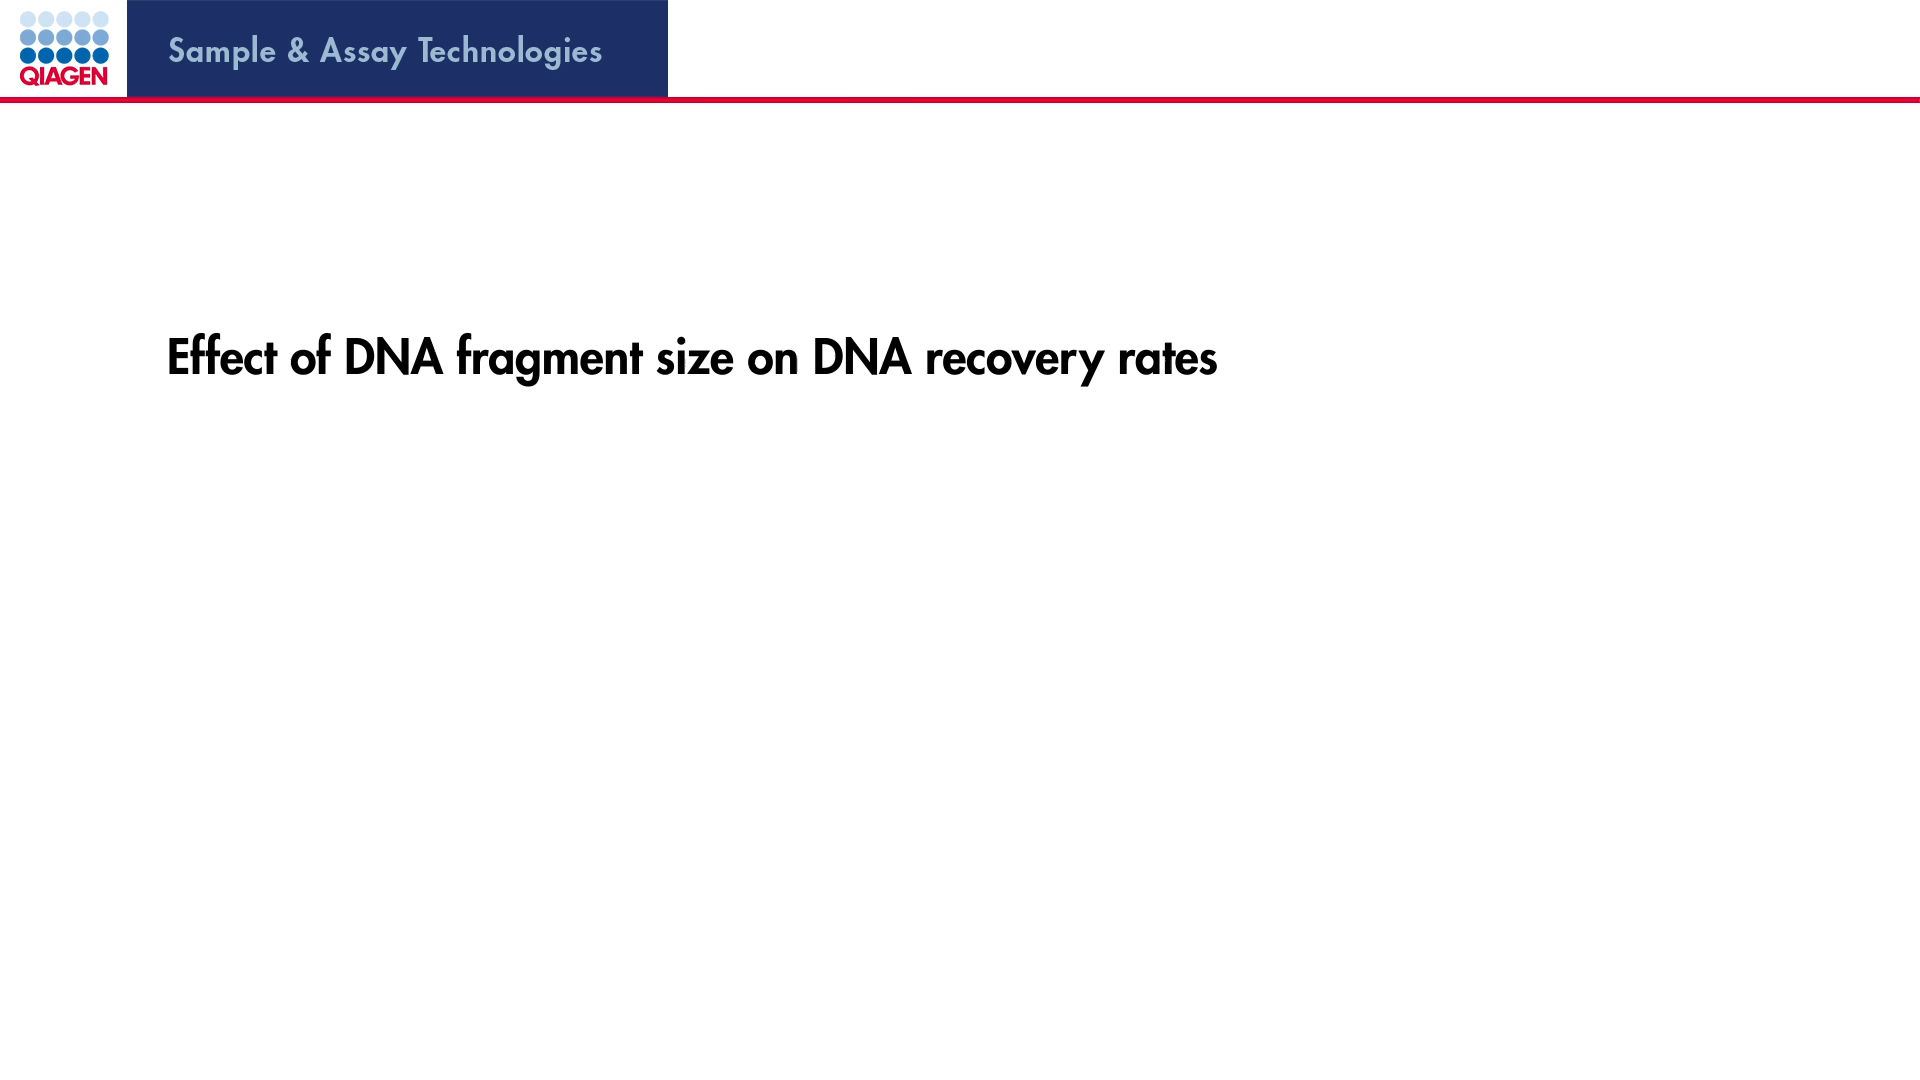 QIAGEN
Sample & Assay Technologies
Effect of DNA fragment size on DNA recovery rates